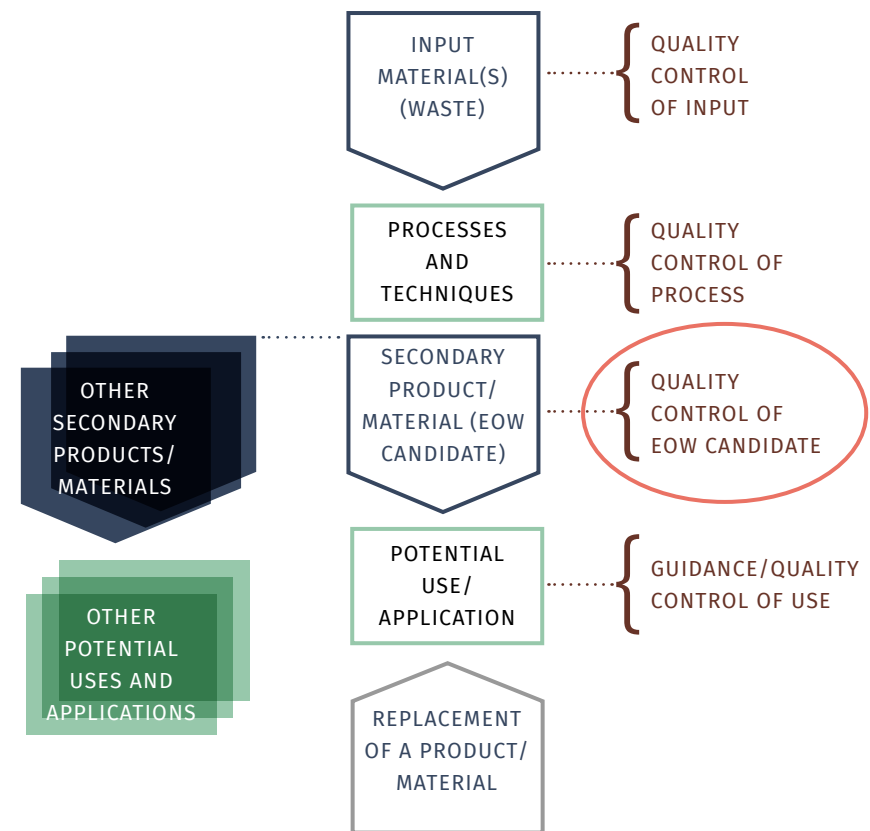 INPUT
MATERIAL(S)
(WASTE)
QUALITY
CONTROL
OF INPUT
PROCESSES
AND
TECHNIQUES
QUALITY
CONTROL OF
PROCESS
OTHER
SECONDARY
PRODUCTS/
MATERIALS
SECONDARY
PRODUCT/
MATERIAL (EOW
CANDIDATE)
QUALITY
CONTROL OF
EOW CANDIDATE
OTHER
POTENTIAL
USES AND
APPLICATIONS
POTENTIAL
USE/
APPLICATION
GUIDANCE/QUALITY
CONTROL OF USE
REPLACEMENT
OF A PRODUCT/
MATERIAL